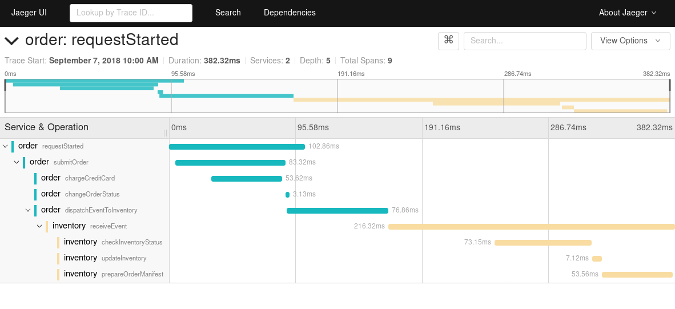 Jaeger UI Lookup by Trace ID... Search Dependencies About Jaeger
order: requestStarted ⌘ Search... View Options
Trace Start: September 7, 2018 10:00 AM Duration: 382.32ms Services: 2 Depth: 5 Total Spans: 9
0ms 95.58ms 191.16ms 286.74ms 382.32ms
Service & Operation 0ms 95.58ms 191.16ms 286.74ms 382.32ms
order requestStarted 102.86ms
order submitOrder 83.32ms
order chargeCreditCard 53.62ms
order changeOrderStatus 3.13ms
order dispatchEventToInventory 76.86ms
inventory receiveEvent 216.32ms
inventory checkInventoryStatus 73.15ms
inventory updateInventory 7.12ms
inventory prepareOrderManifest 53.56ms